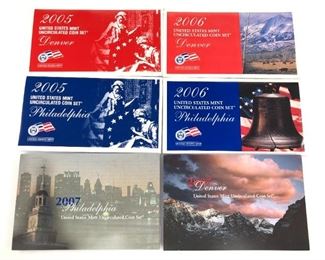 2005
UNITED STATES MINT
UNCIRCULATED COIN SET
Denver
2006
UNITED STATES MINT
UNCIRCULATED COIN SET
Denver
2005
UNITED STATES MINT
UNCIRCULATED COIN SET
Philadelphia
2006
UNITED STATES MINT
UNCIRCULATED COIN SET
Philadelphia
2007
Philadelphia
United States Mint Uncirculated Coin Set
Denver
United States Mint Uncirculated Coin Set